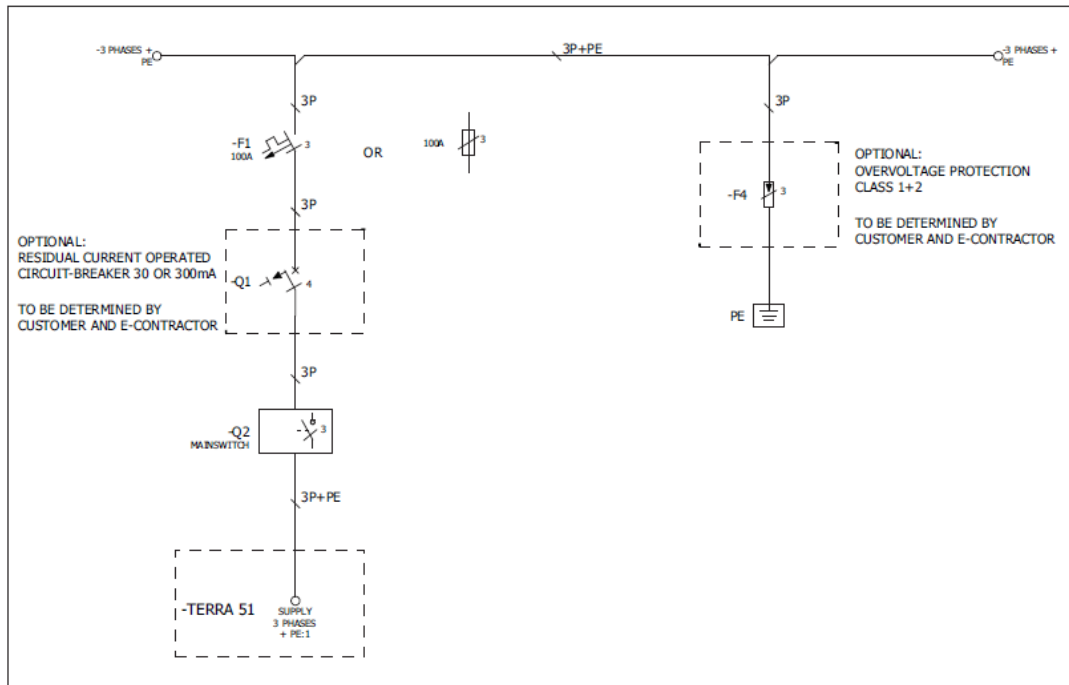 -3 PHASES +
PE
3P+PE
-3 PHASES +
PE
3P
3P
-F1
100A
3
OR
100A
3
OPTIONAL:
OVERVOLTAGE PROTECTION
CLASS 1+2
-F4
3
TO BE DETERMINED BY
CUSTOMER AND E-CONTRACTOR
3P
OPTIONAL:
RESIDUAL CURRENT OPERATED
CIRCUIT-BREAKER 30 OR 300mA
-Q1
4
TO BE DETERMINED BY
CUSTOMER AND E-CONTRACTOR
PE
3P
-Q2
MAINSWITCH
3
3P+PE
-TERRA 51
SUPPLY
3 PHASES
+ PE:1